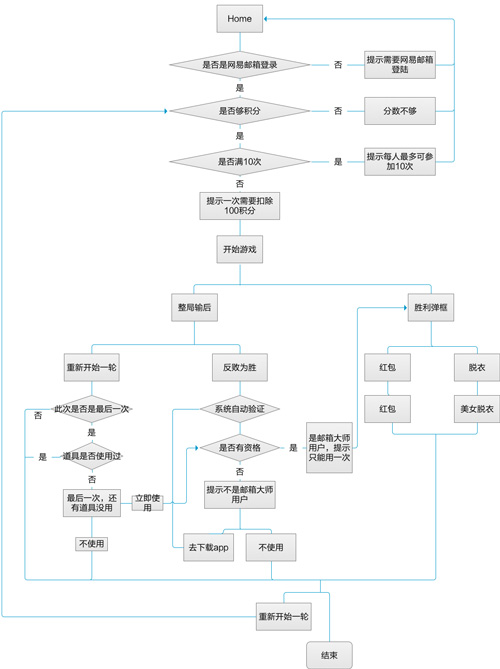 Home
是否是网易邮箱登录
否
提示需要网易邮箱
登陆
是
是否够积分
否
分数不够
是
是否满10次
是
提示每人最多可参
加10次
否
提示一次需要扣除
100积分
开始游戏
整局输后
胜利弹框
重新开始一轮
反败为胜
红包
脱衣
此次是否是最后一次
系统自动验证
红包
美女脱衣
否
是
是否有资格
是
是邮箱大师
用户，提示
只能用一次
是
道具是否使用过
否
否
提示不是邮箱大师
用户
最后一次，还
有道具没用
立即使
用
不使用
去下载app
不使用
重新开始一轮
结束